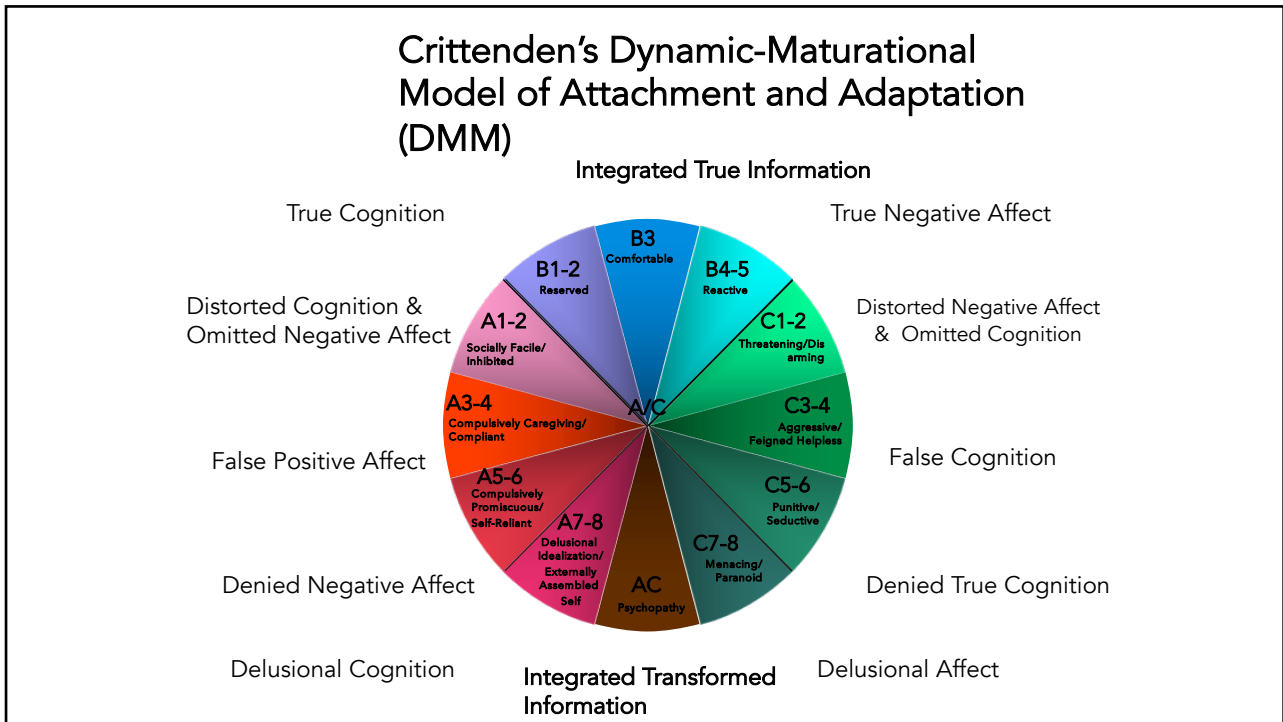 Crittenden’s Dynamic-Maturational
Model of Attachment and Adaptation
(DMM)
Integrated True Information
True Cognition
True Negative Affect
B3
Comfortable
B1-2
Reserved
B4-5
Reactive
Distorted Cognition &
Omitted Negative Affect
A1-2
Socially Facile/
Inhibited
C1-2
Threatening/Dis
arming
Distorted Negative Affect
& Omitted Cognition
A3-4
Compulsively Caregiving/
Compliant
A/C
C3-4
Aggressive/
Feigned Helpless
False Positive Affect
False Cognition
A5-6
Compulsively
Promiscuous/
Self-Reliant
C5-6
Punitive/
Seductive
A7-8
Delusional
Idealization/
Externally
Assembled
Self
C7-8
Menacing/
Paranoid
AC
Psychopathy
Denied Negative Affect
Denied True Cognition
Delusional Cognition
Integrated Transformed
Information
Delusional Affect